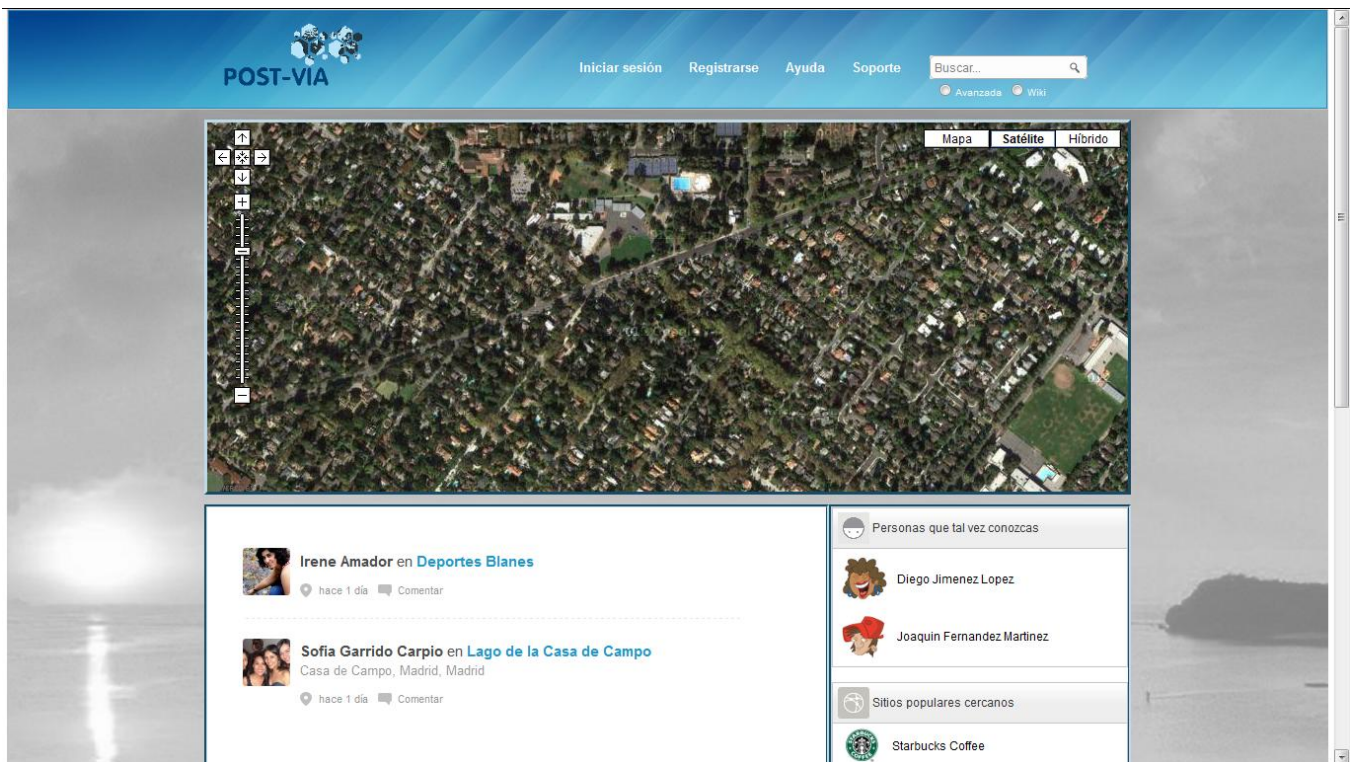 POST-VIA
Iniciar sesión Registrarse Ayuda Soporte Buscar...
Avanzada Wiki
Mapa Satélite Híbrido
Irene Amador en Deportes Blanes
hace 1 día Comentar
Sofia Garrido Carpio en Lago de la Casa de Campo
Casa de Campo, Madrid, Madrid
hace 1 día Comentar
Personas que tal vez conozcas
Diego Jimenez Lopez
Joaquin Fernandez Martinez
Sitios populares cercanos
Starbucks Coffee